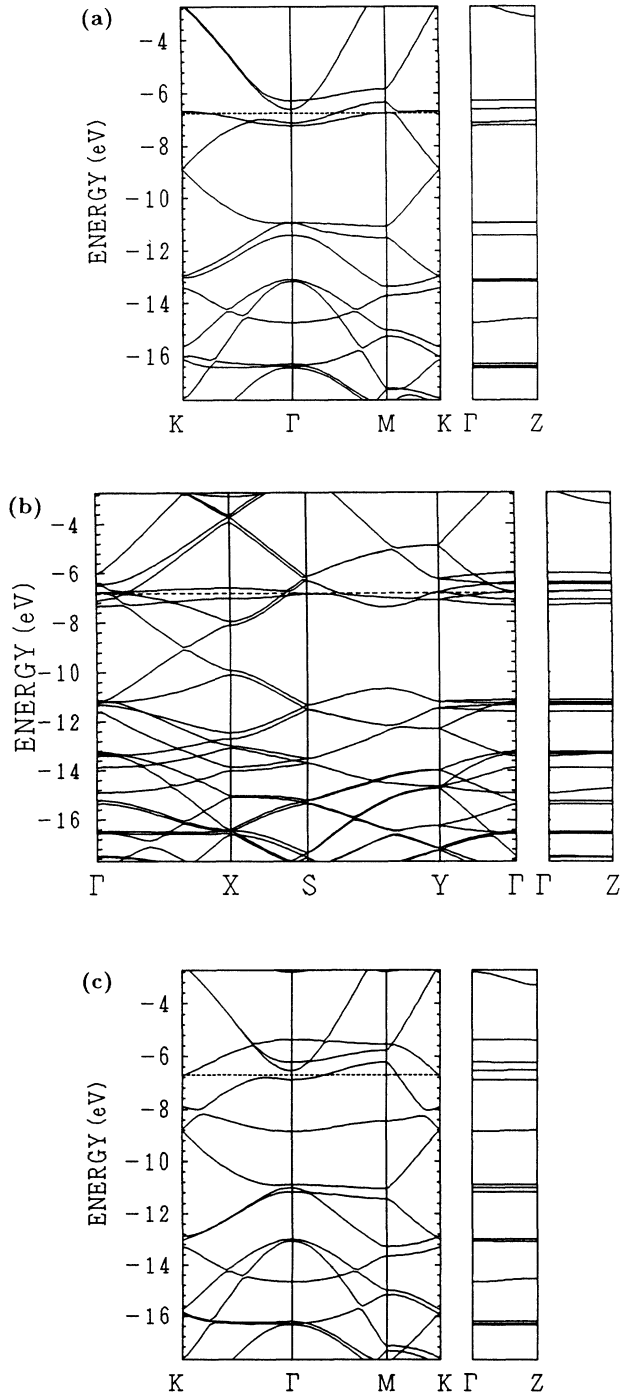 (a)
ENERGY (eV)
-4
-6
-8
-10
-12
-14
-16
K Γ M K Γ Z
(b)
ENERGY (eV)
-4
-6
-8
-10
-12
-14
-16
Γ X S Y Γ Γ Z
(c)
ENERGY (eV)
-4
-6
-8
-10
-12
-14
-16
K Γ M K Γ Z